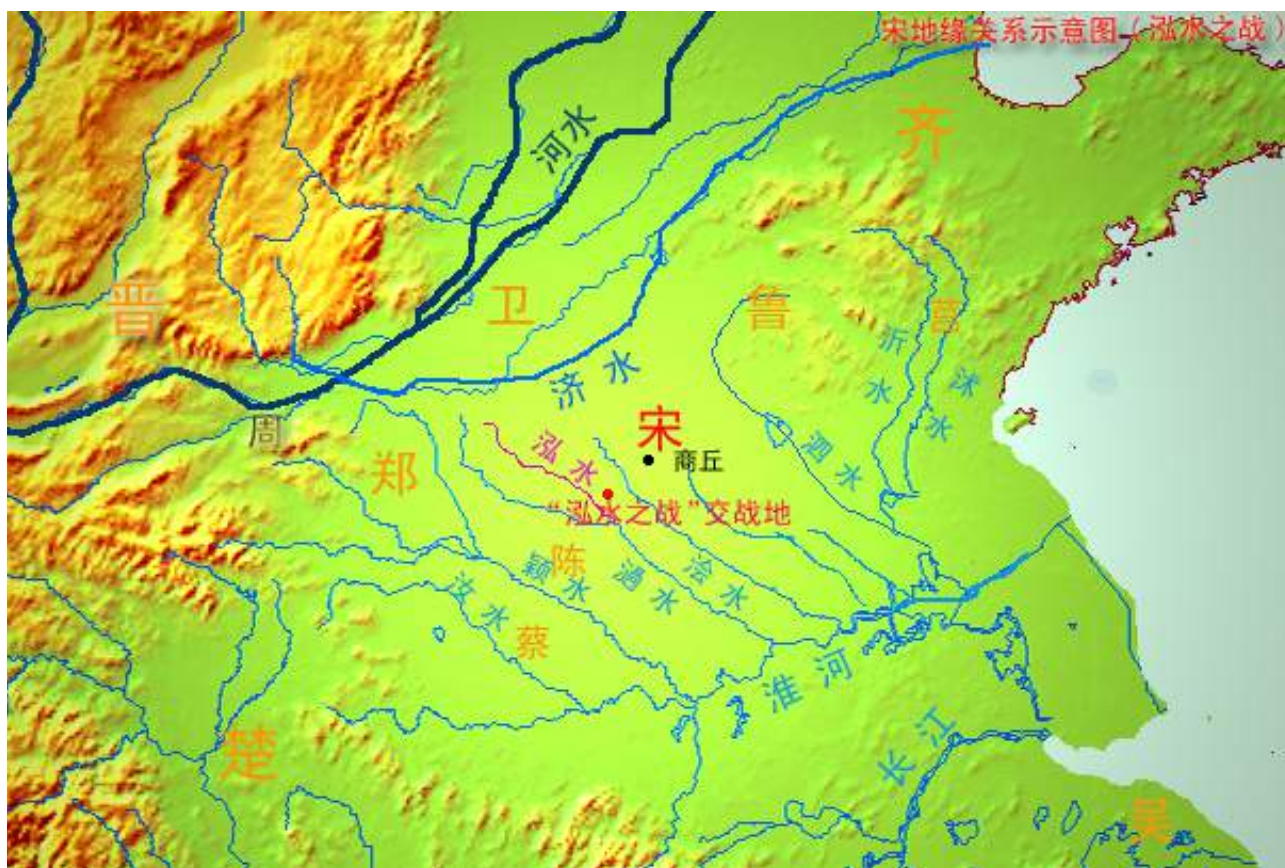 宋地缘关系示意图（泓水之战）
齐
河水
晋
卫
鲁
莒
沂水
沭水
济水
周
宋
商丘
泗水
郑
泓水
“泓水之战”交战地
陈
颍水
濄水
浍水
汝水
蔡
淮河
楚
长江
吴